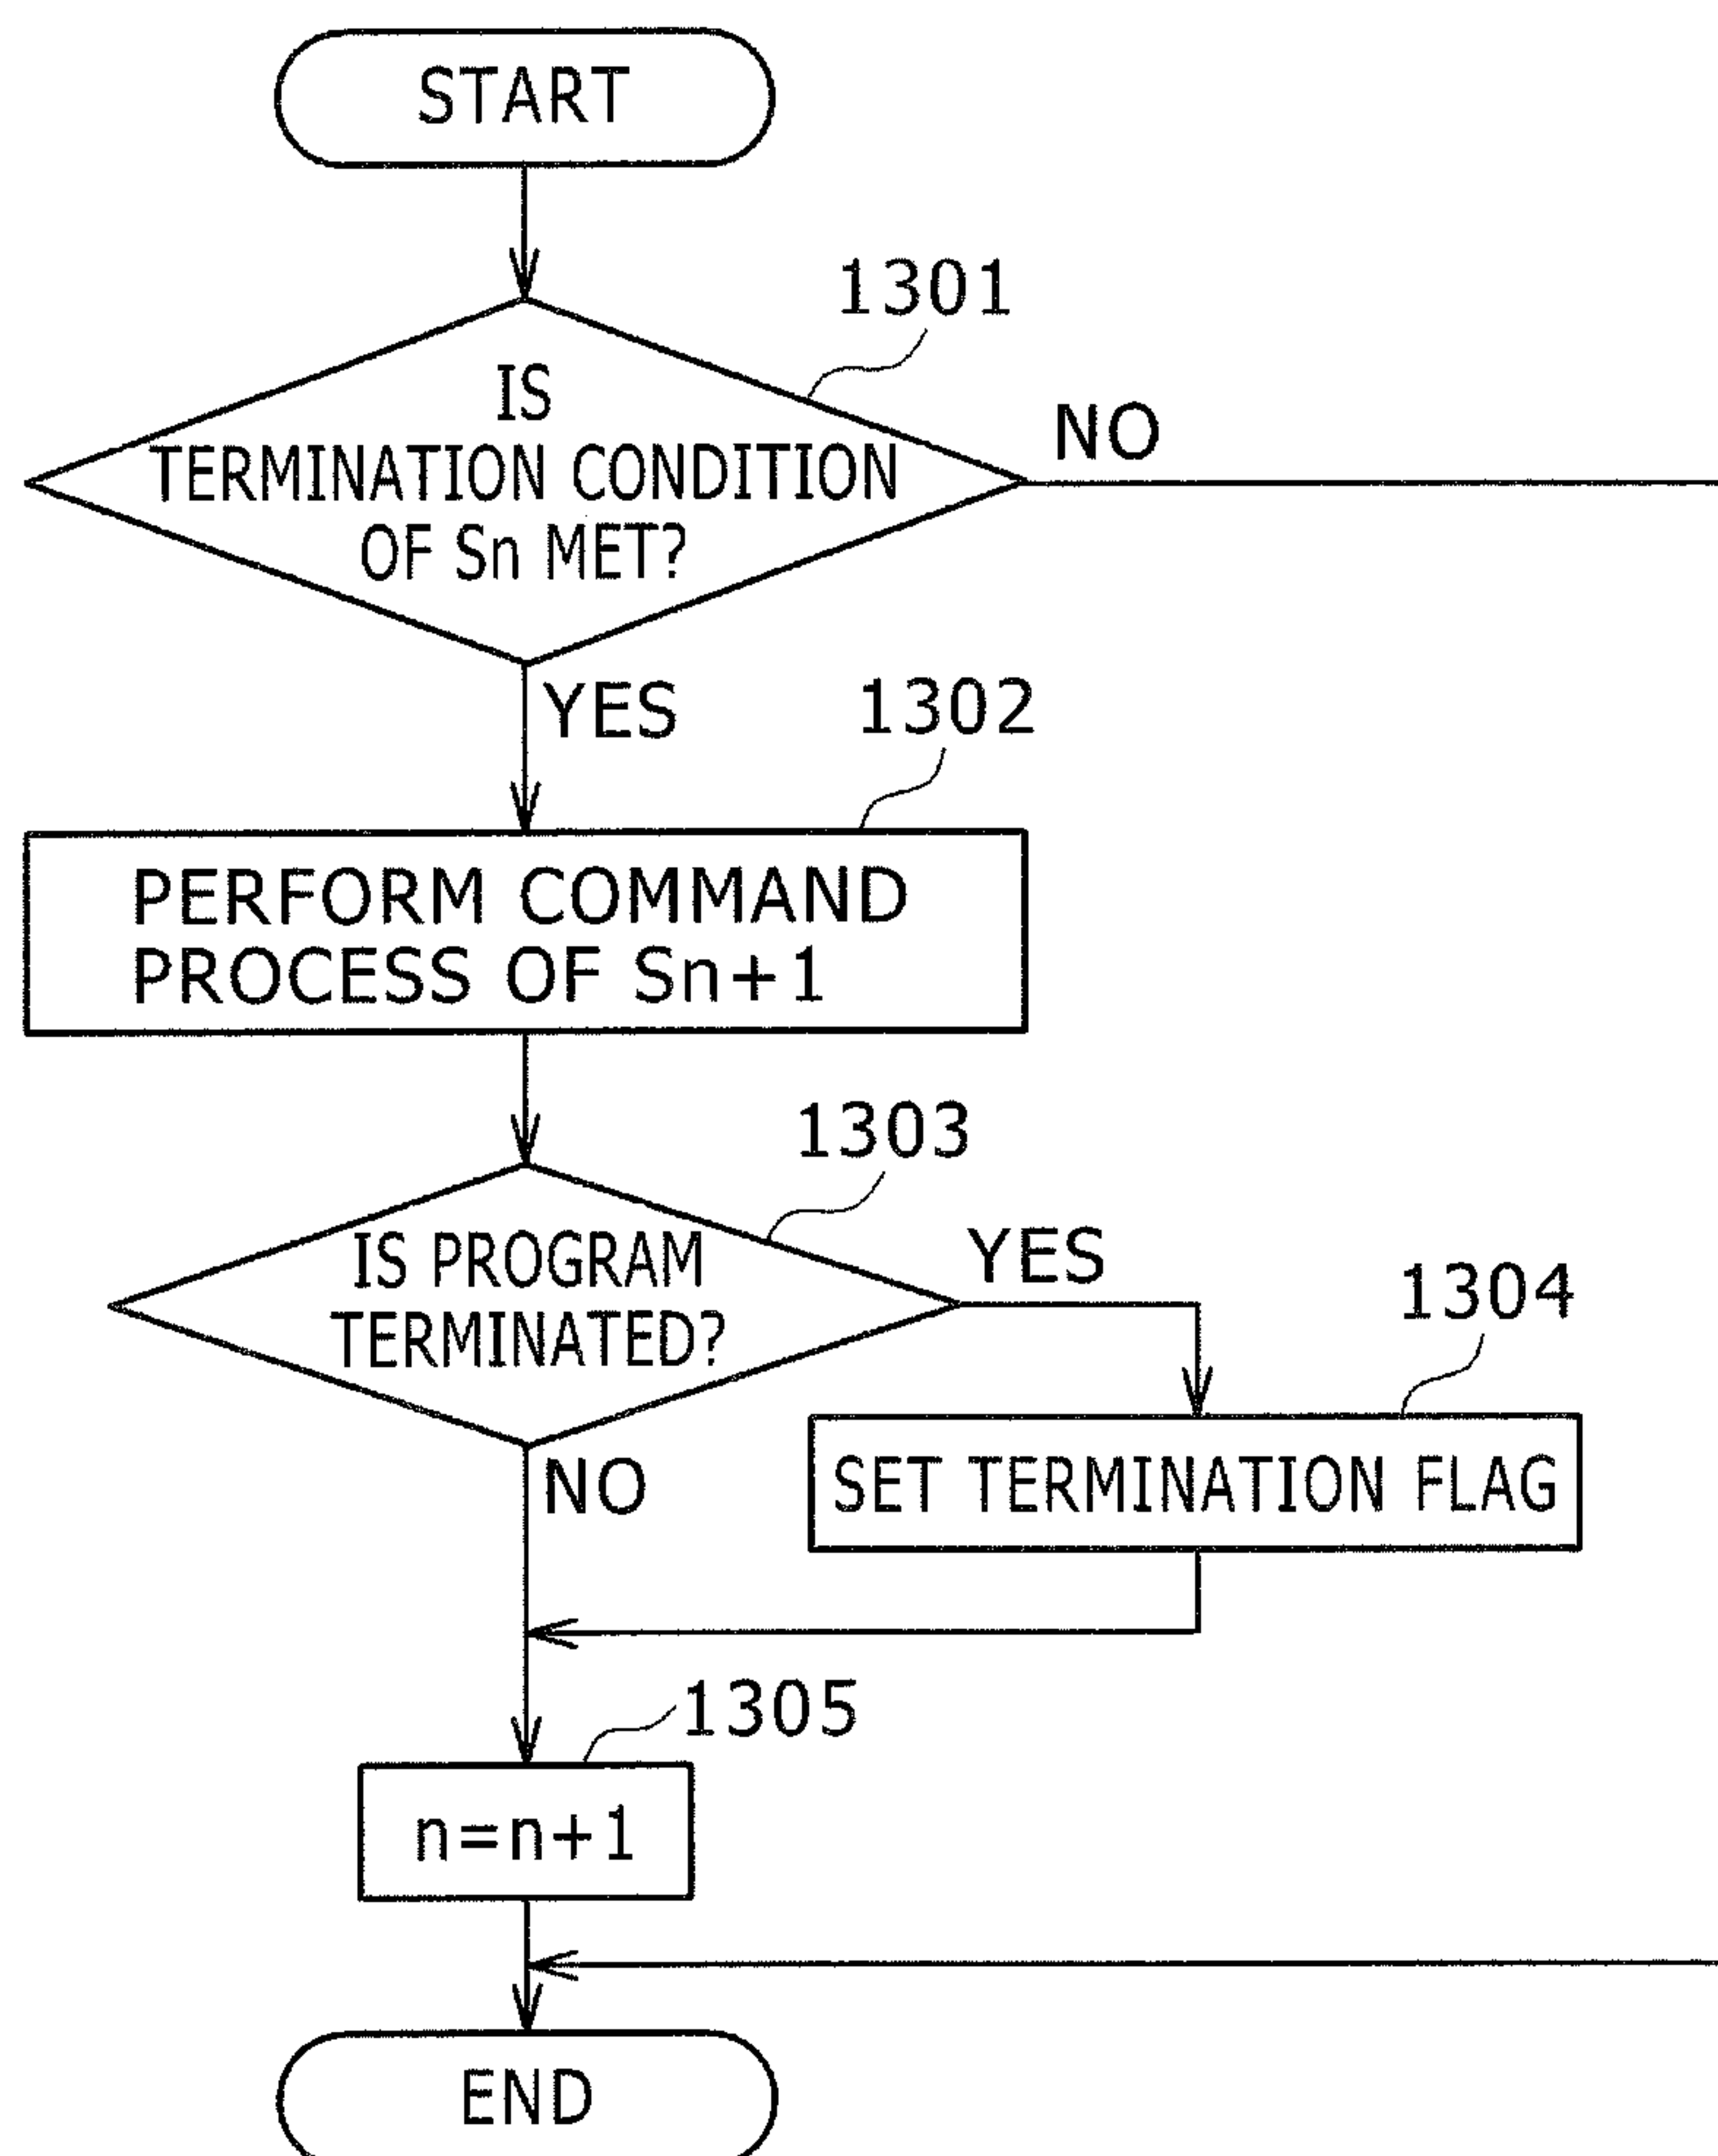 START
1301
IS
TERMINATION CONDITION
OF Sn MET?
NO
YES
1302
PERFORM COMMAND
PROCESS OF Sn+1
1303
IS PROGRAM
TERMINATED?
YES
1304
SET TERMINATION FLAG
NO
1305
n=n+1
END